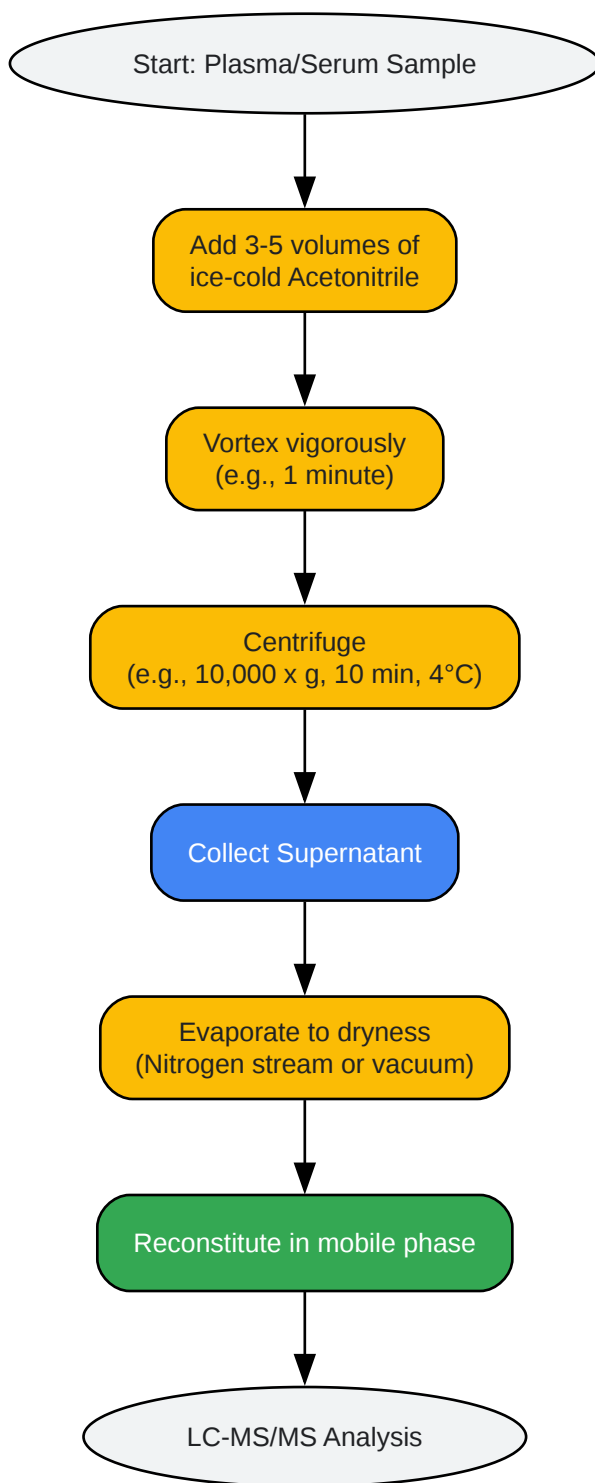 Start: Plasma/Serum Sample
Add 3-5 volumes of
ice-cold Acetonitrile
Vortex vigorously
(e.g., 1 minute)
Centrifuge
(e.g., 10,000 x g, 10 min, 4°C)
Collect Supernatant
Evaporate to dryness
(Nitrogen stream or vacuum)
Reconstitute in mobile phase
LC-MS/MS Analysis